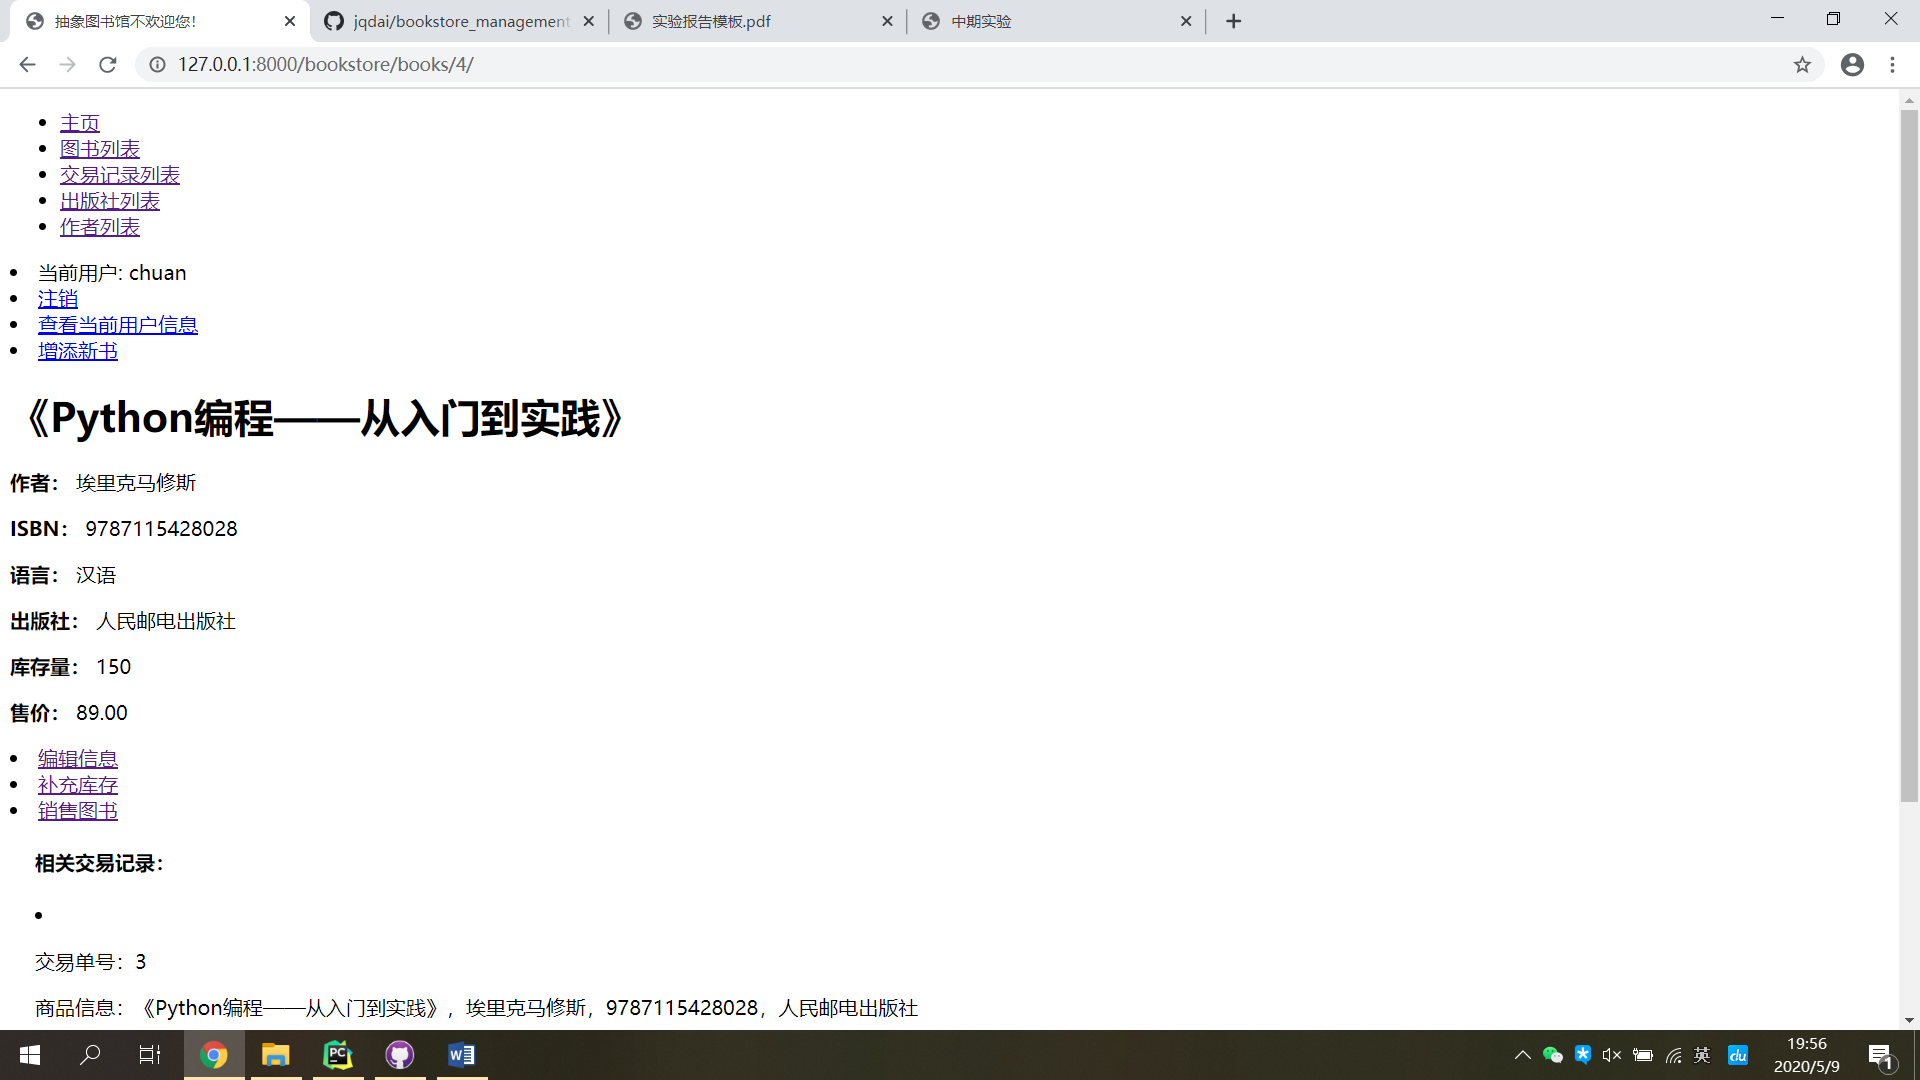 抽象图书馆不欢迎您!
jqdai/bookstore_management
实验报告模板.pdf
中期实验
127.0.0.1:8000/bookstore/books/4/
主页
图书列表
交易记录列表
出版社列表
作者列表
当前用户: chuan
注销
查看当前用户信息
增添新书
《Python编程——从入门到实践》
作者： 埃里克马修斯
ISBN： 9787115428028
语言： 汉语
出版社： 人民邮电出版社
库存量： 150
售价： 89.00
编辑信息
补充库存
销售图书
相关交易记录：
交易单号：3
商品信息：《Python编程——从入门到实践》，埃里克马修斯，9787115428028，人民邮电出版社
PC
W
英
du
19:56
2020/5/9
1